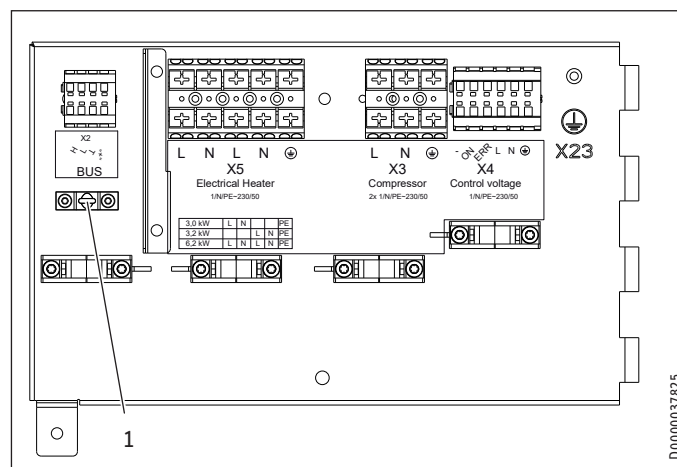 X2
H L ⊥
BUS
L N L N
X5
Electrical Heater
1/N/PE~230/50
3,0 kW L N PE
3,2 kW L N PE
6,2 kW L N L N PE
L N
X3
Compressor
2x 1/N/PE~230/50
- ON ERR L N
X4
Control voltage
1/N/PE~230/50
X23
1
D0000037825